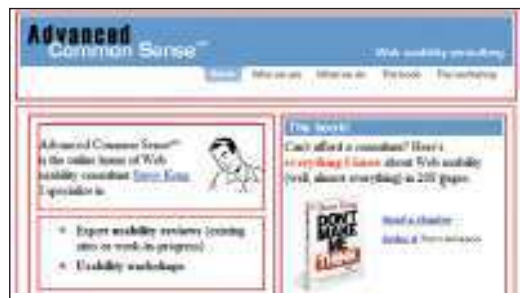 Advanced
Common Sense℠
Web usability consulting
Home Who we are What we do The book The workshop
Advanced Common Sense℠
is the online home of Web
usability consultant Steve Krug
I specialize in
Expert usability reviews (existing
sites or work-in-progress)
Usability workshops
The book
Can't afford a consultant? Here's
everything I know about Web usability
(well, almost everything) in 205 pages.
DON'T
MAKE
ME
THINK
Read a chapter
Order it from Amazon